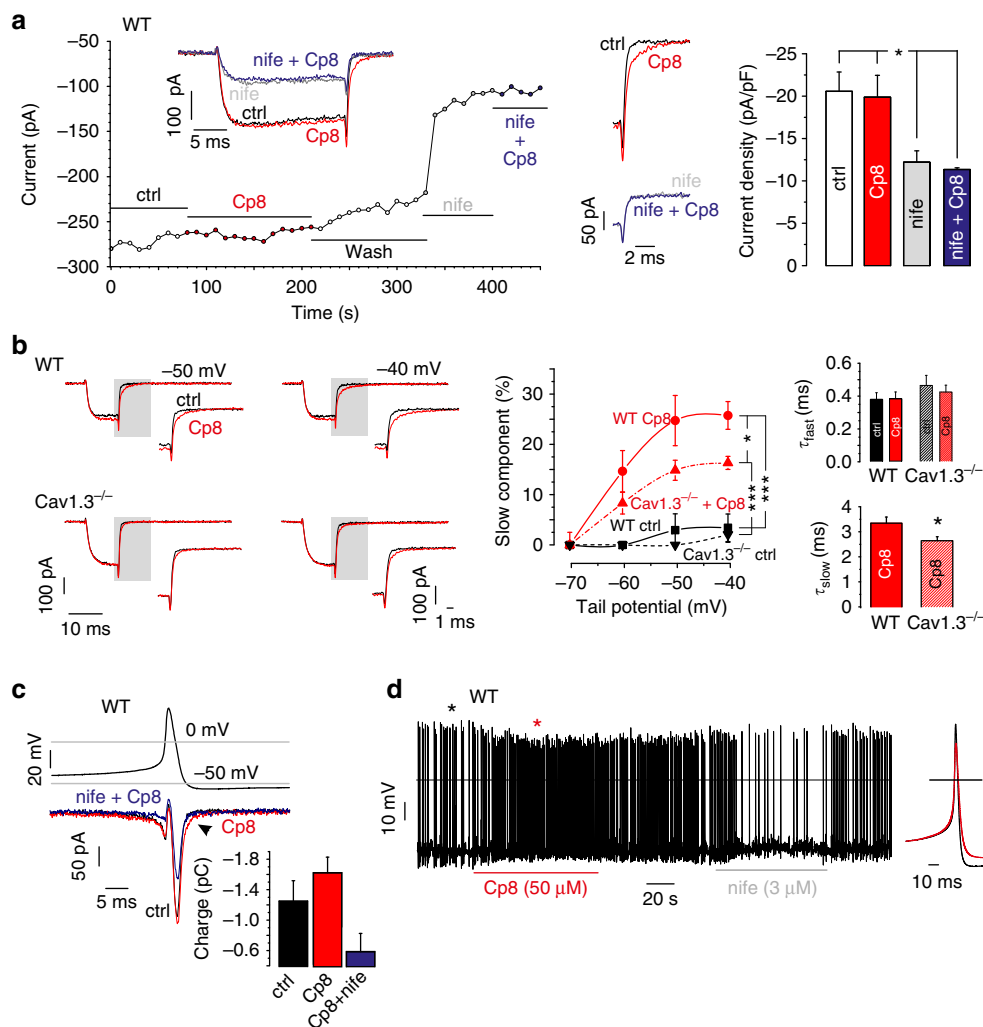 a
WT
−50
−100
−150
−200
−250
−300
Current (pA)
0
100
200
300
400
Time (s)
nife + Cp8
nife
ctrl
Cp8
100 pA
5 ms
ctrl
Cp8
Wash
nife
nife
+
Cp8
ctrl
Cp8
nife
nife + Cp8
50 pA
2 ms
Current density (pA/pF)
−25
−20
−15
−10
−5
0
*
ctrl
Cp8
nife
nife + Cp8
b
WT
−50 mV
−40 mV
ctrl
Cp8
Cav1.3−/−
100 pA
10 ms
100 pA
1 ms
Slow component (%)
30
25
20
15
10
5
0
WT Cp8
Cav1.3−/− + Cp8
WT ctrl
Cav1.3−/− ctrl
*
***
***
−70
−60
−50
−40
Tail potential (mV)
τfast (ms)
0.6
0.4
0.2
0
ctrl
Cp8
ctrl
Cp8
WT
Cav1.3−/−
τslow (ms)
5
4
3
2
1
0
Cp8
*
Cp8
WT
Cav1.3−/−
c
WT
0 mV
−50 mV
20 mV
nife + Cp8
Cp8
ctrl
50 pA
5 ms
Charge (pC)
−1.8
−1.4
−1.0
−0.6
ctrl
Cp8
Cp8+nife
d
WT
*
*
10 mV
Cp8 (50 μM)
20 s
nife (3 μM)
10 ms